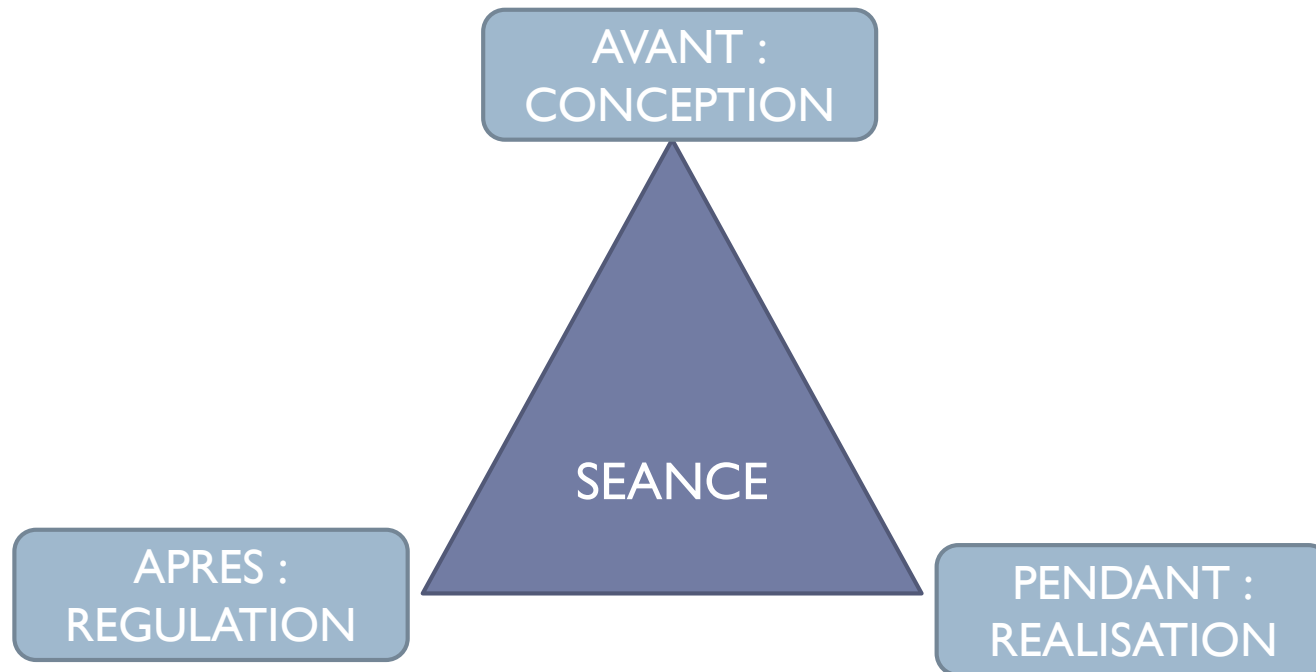 AVANT :
CONCEPTION
SEANCE
APRES :
REGULATION
PENDANT :
REALISATION